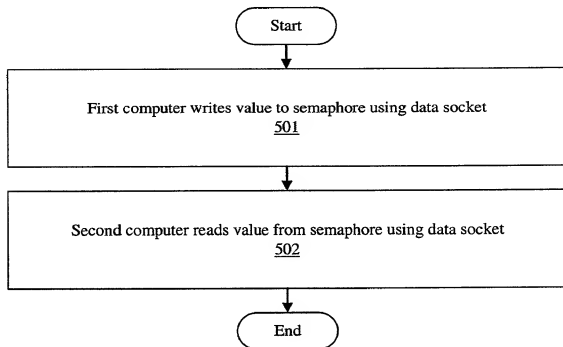 Start
First computer writes value to semaphore using data socket
501
Second computer reads value from semaphore using data socket
502
End